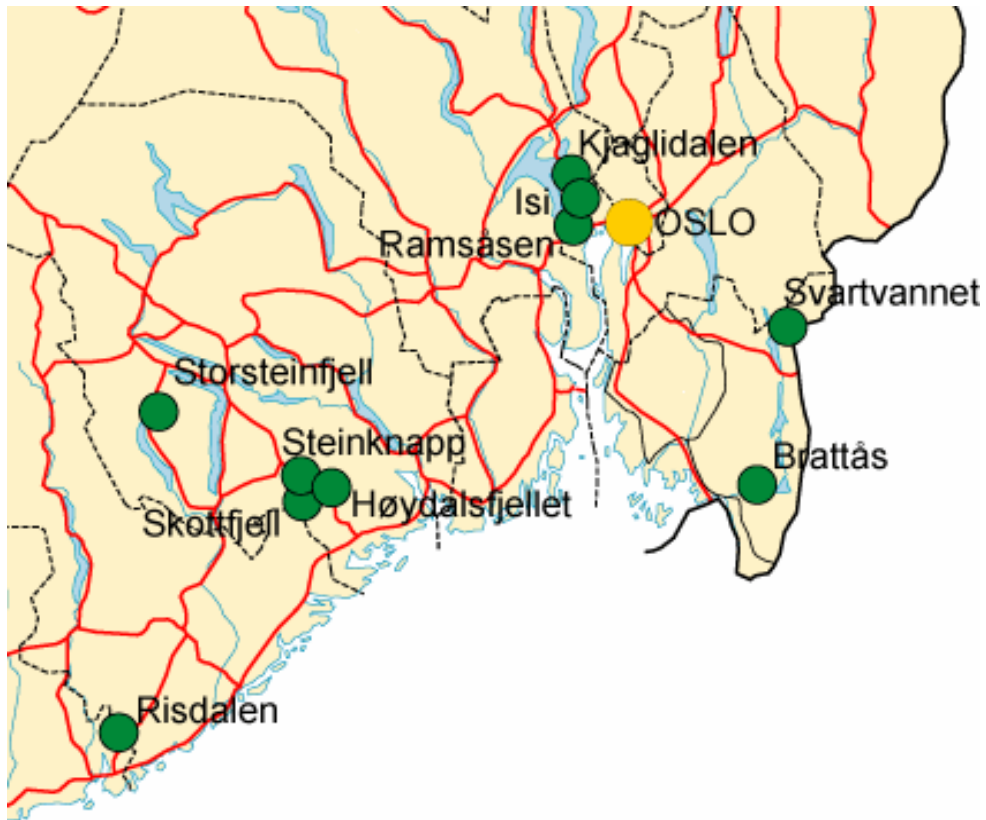 Kjaglidalen
Isi
OSLO
Ramsåsen
Svartvannet
Storsteinfjell
Steinknapp
Brattås
Høydalsfjellet
Skottfjell
Risdalen